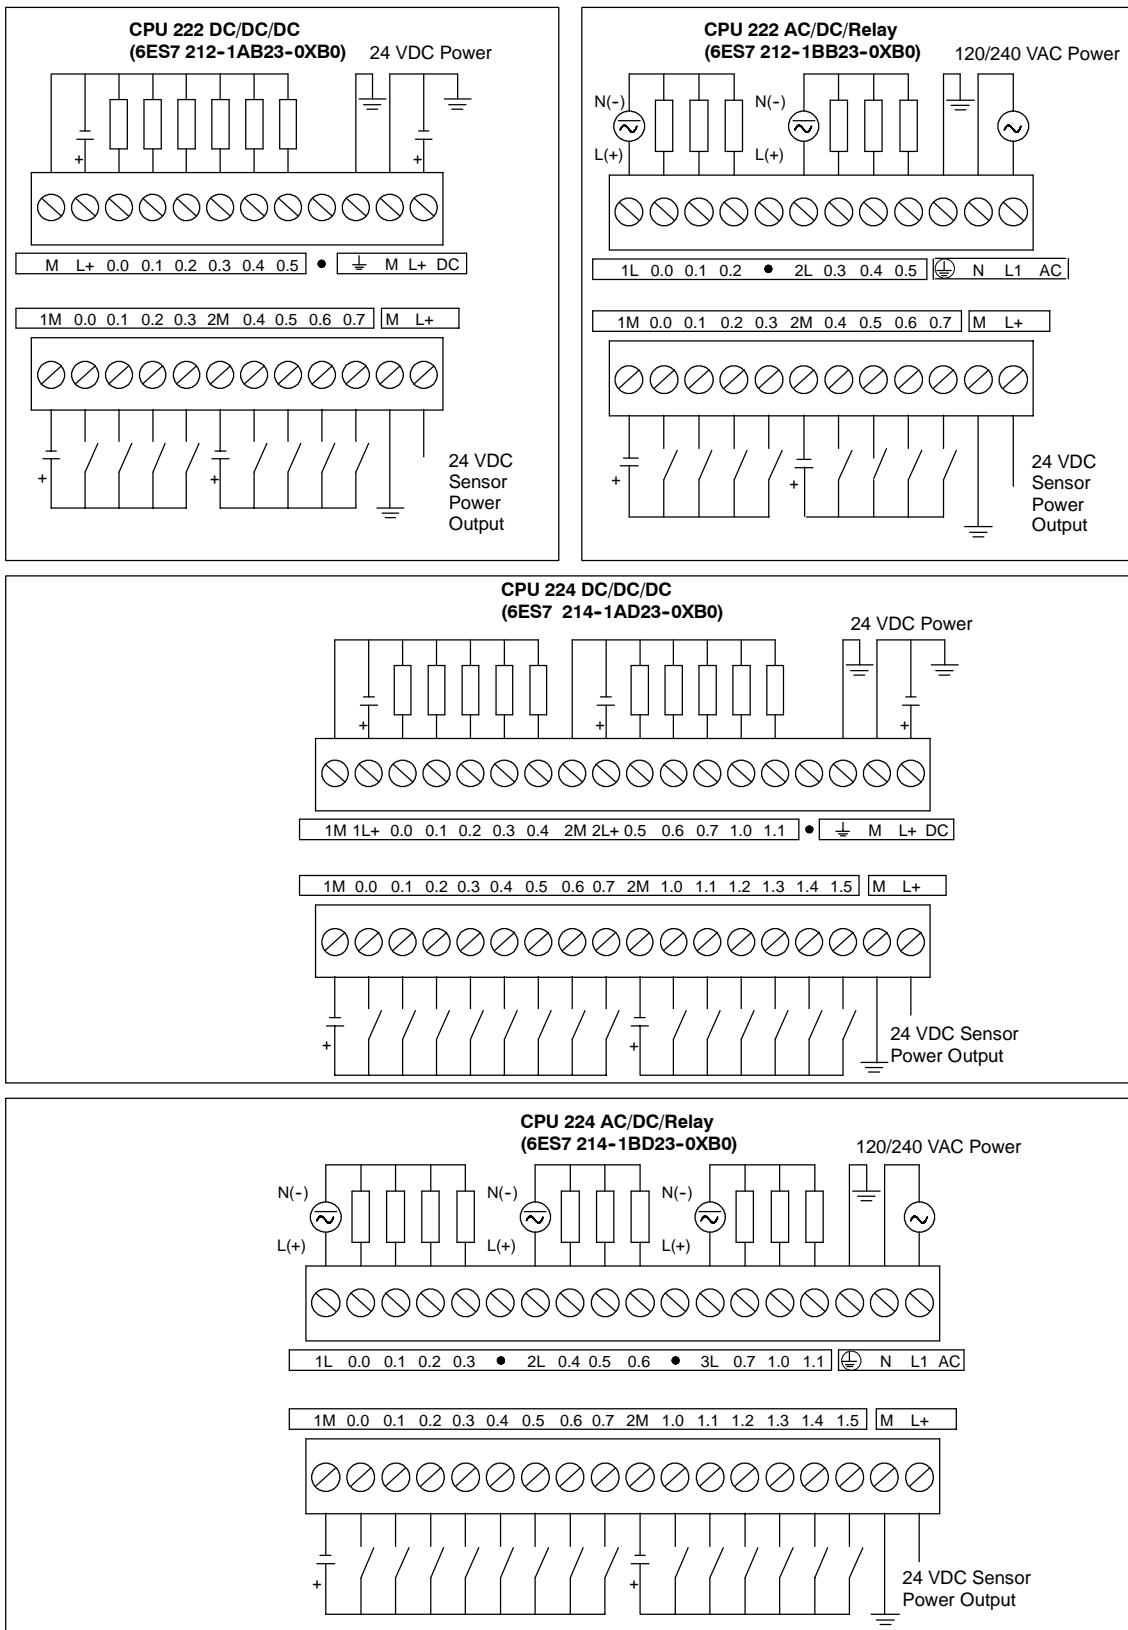 CPU 222 DC/DC/DC
(6ES7 212-1AB23-0XB0)
24 VDC Power
+
+
M L+ 0.0 0.1 0.2 0.3 0.4 0.5 • ⏚ M L+ DC
1M 0.0 0.1 0.2 0.3 2M 0.4 0.5 0.6 0.7 M L+
+
+
24 VDC
Sensor
Power
Output
CPU 222 AC/DC/Relay
(6ES7 212-1BB23-0XB0)
120/240 VAC Power
N(-)
N(-)
L(+)
L(+)
1L 0.0 0.1 0.2 • 2L 0.3 0.4 0.5 ⏚ N L1 AC
1M 0.0 0.1 0.2 0.3 2M 0.4 0.5 0.6 0.7 M L+
+
+
24 VDC
Sensor
Power
Output
CPU 224 DC/DC/DC
(6ES7 214-1AD23-0XB0)
24 VDC Power
+
+
+
1M 1L+ 0.0 0.1 0.2 0.3 0.4 2M 2L+ 0.5 0.6 0.7 1.0 1.1 • ⏚ M L+ DC
1M 0.0 0.1 0.2 0.3 0.4 0.5 0.6 0.7 2M 1.0 1.1 1.2 1.3 1.4 1.5 M L+
+
+
24 VDC Sensor
Power Output
CPU 224 AC/DC/Relay
(6ES7 214-1BD23-0XB0)
120/240 VAC Power
N(-)
N(-)
N(-)
L(+)
L(+)
L(+)
1L 0.0 0.1 0.2 0.3 • 2L 0.4 0.5 0.6 • 3L 0.7 1.0 1.1 ⏚ N L1 AC
1M 0.0 0.1 0.2 0.3 0.4 0.5 0.6 0.7 2M 1.0 1.1 1.2 1.3 1.4 1.5 M L+
+
+
24 VDC Sensor
Power Output